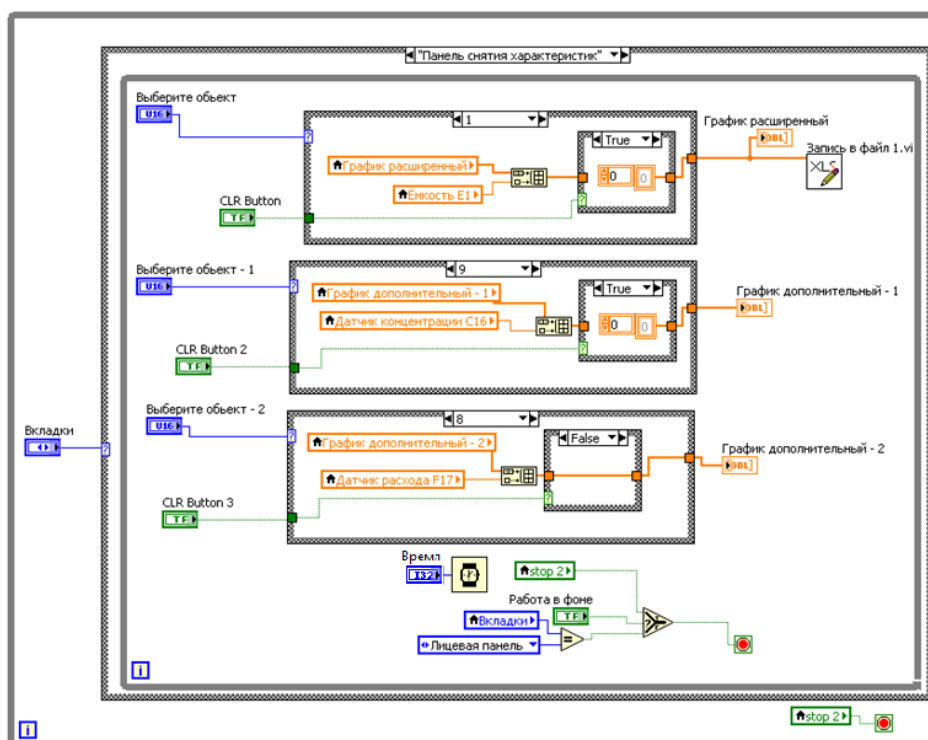 "Панель снятия характеристик"
Выберите обьект
U16
1
True
График расширенный
DBL]
Запись в файл 1.vi
XLS
График расширенный
Ёмкость E1
0
0
CLR Button
TF
Выберите обьект - 1
U16
9
True
График дополнительный - 1
График дополнительный - 1
DBL]
Датчик концентрации C16
0
0
CLR Button 2
TF
Выберите обьект - 2
U16
8
False
Вкладки
График дополнительный - 2
График дополнительный - 2
DBL]
Датчик расхода F17
CLR Button 3
TF
Время
I32
stop 2
Работа в фоне
TF
Вкладки
=
?
Лицевая панель
i
stop 2
i